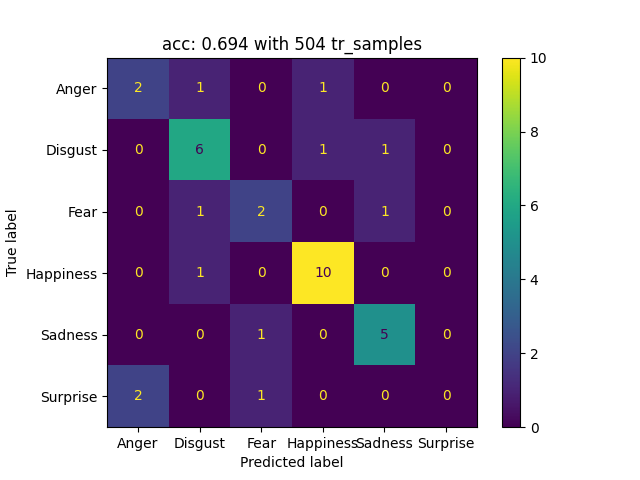 acc: 0.694 with 504 tr_samples
True label
Anger 2 1 0 1 0 0
Disgust 0 6 0 1 1 0
Fear 0 1 2 0 1 0
Happiness 0 1 0 10 0 0
Sadness 0 0 1 0 5 0
Surprise 2 0 1 0 0 0
Anger Disgust Fear Happiness Sadness Surprise
Predicted label
10
8
6
4
2
0